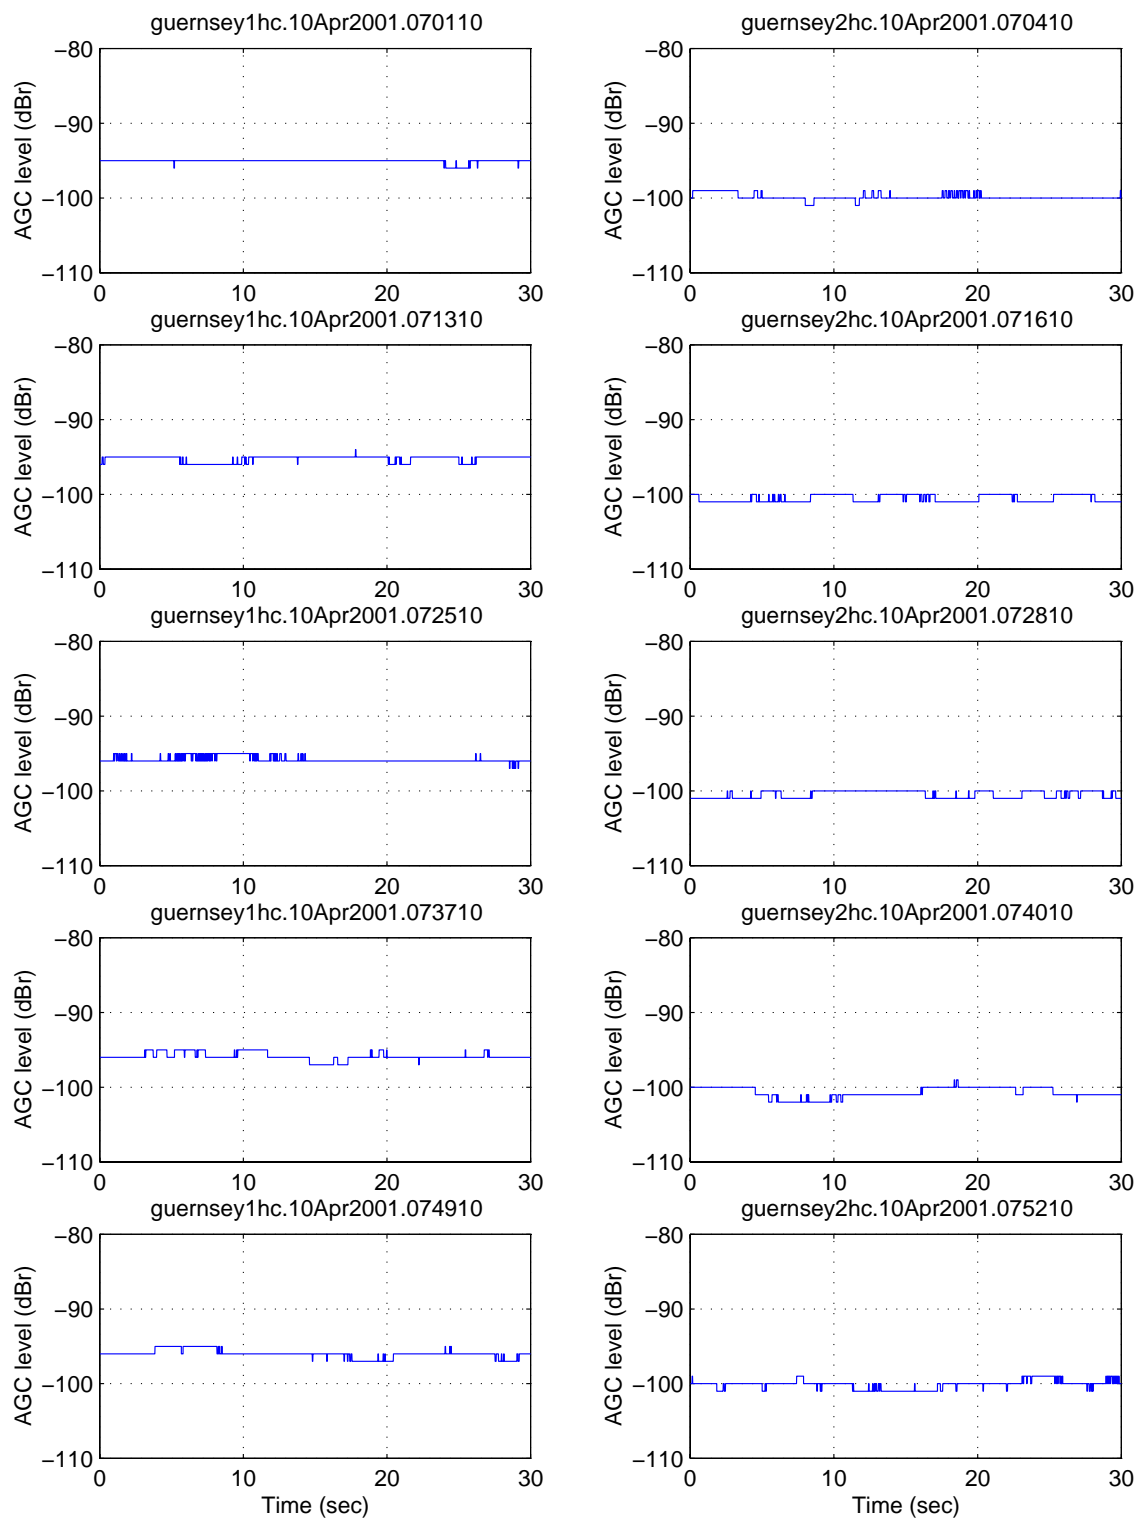 guernsey1hc.10Apr2001.070110
−80
−90
−100
−110
AGC level (dBr)
0 10 20 30
guernsey2hc.10Apr2001.070410
−80
−90
−100
−110
AGC level (dBr)
0 10 20 30
guernsey1hc.10Apr2001.071310
−80
−90
−100
−110
AGC level (dBr)
0 10 20 30
guernsey2hc.10Apr2001.071610
−80
−90
−100
−110
AGC level (dBr)
0 10 20 30
guernsey1hc.10Apr2001.072510
−80
−90
−100
−110
AGC level (dBr)
0 10 20 30
guernsey2hc.10Apr2001.072810
−80
−90
−100
−110
AGC level (dBr)
0 10 20 30
guernsey1hc.10Apr2001.073710
−80
−90
−100
−110
AGC level (dBr)
0 10 20 30
guernsey2hc.10Apr2001.074010
−80
−90
−100
−110
AGC level (dBr)
0 10 20 30
guernsey1hc.10Apr2001.074910
−80
−90
−100
−110
AGC level (dBr)
0 10 20 30
Time (sec)
guernsey2hc.10Apr2001.075210
−80
−90
−100
−110
AGC level (dBr)
0 10 20 30
Time (sec)